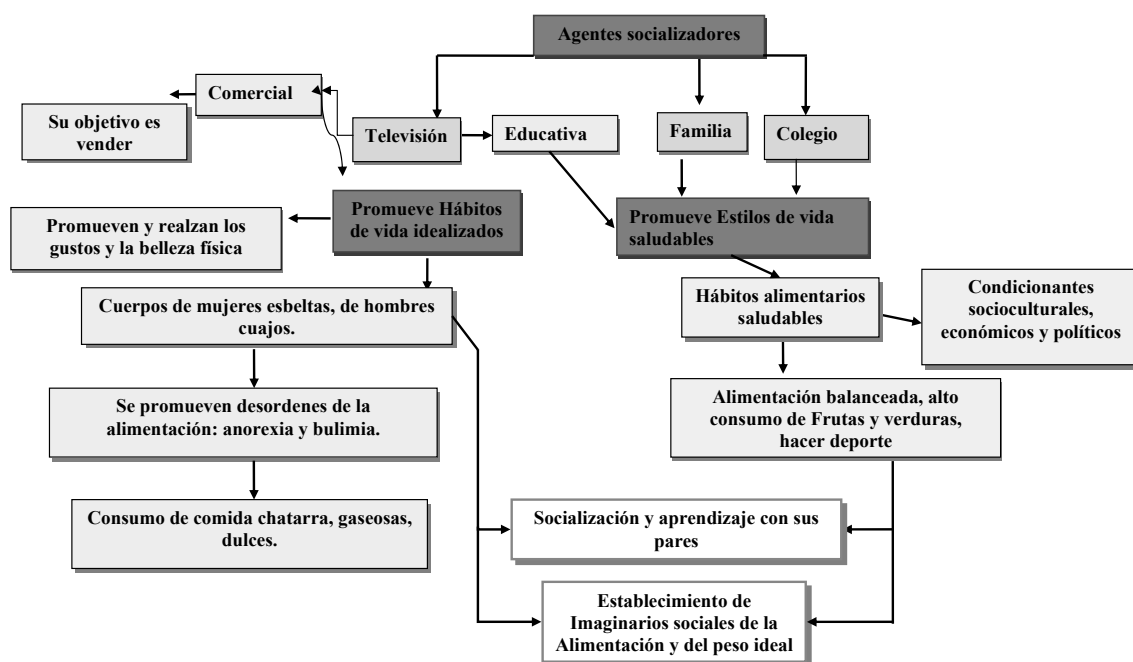 Agentes socializadores
Comercial
Su objetivo es
vender
Televisión
Educativa
Familia
Colegio
Promueve Hábitos
de vida idealizados
Promueve Estilos de vida
saludables
Promueven y realzan los
gustos y la belleza física
Hábitos alimentarios
saludables
Condicionantes
socioculturales,
económicos y políticos
Cuerpos de mujeres esbeltas, de hombres
cuajos.
Se promueven desordenes de la
alimentación: anorexia y bulimia.
Alimentación balanceada, alto
consumo de Frutas y verduras,
hacer deporte
Consumo de comida chatarra, gaseosas,
dulces.
Socialización y aprendizaje con sus
pares
Establecimiento de
Imaginarios sociales de la
Alimentación y del peso ideal